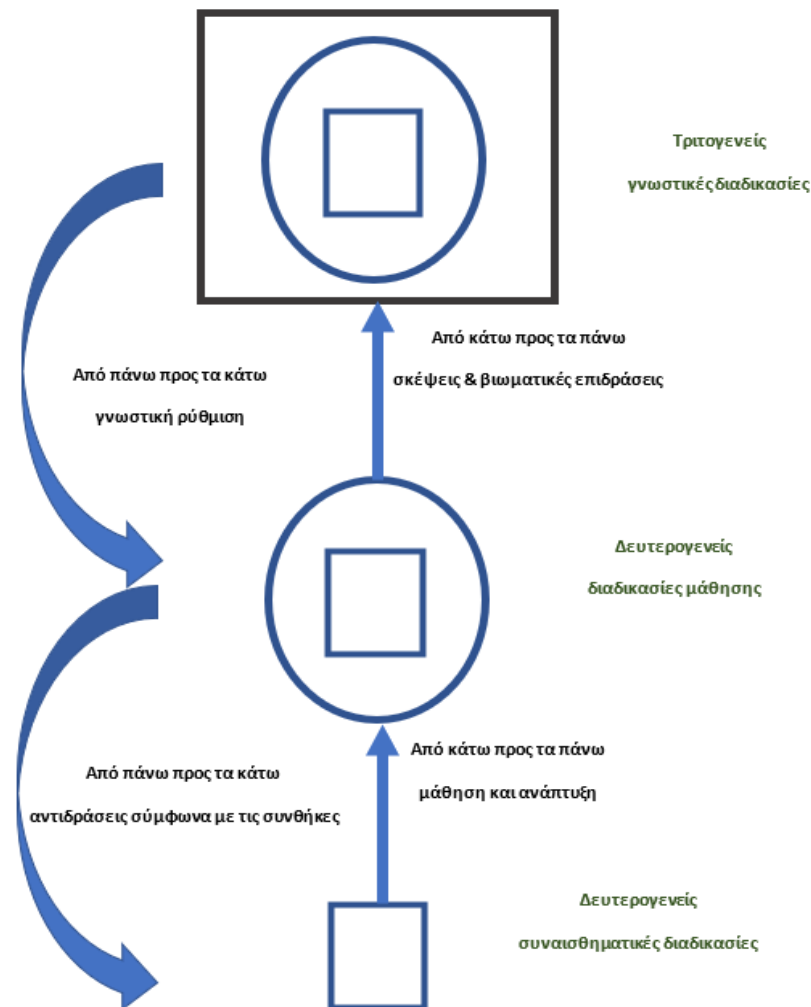 Τριτογενείς
γνωστικές διαδικασίες
Από κάτω προς τα πάνω
σκέψεις & βιωματικές επιδράσεις
Από πάνω προς τα κάτω
γνωστική ρύθμιση
Δευτερογενείς
διαδικασίες μάθησης
Από κάτω προς τα πάνω
μάθηση και ανάπτυξη
Από πάνω προς τα κάτω
αντιδράσεις σύμφωνα με τις συνθήκες
Δευτερογενείς
συναισθηματικές διαδικασίες